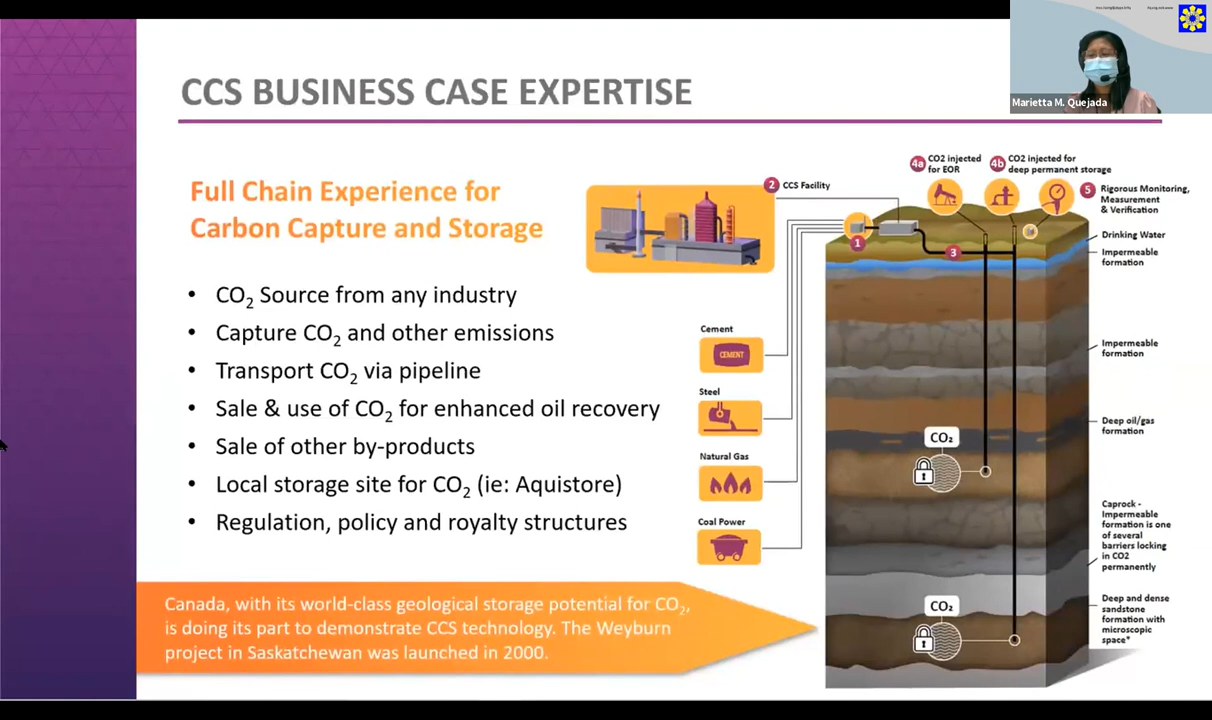 CCS BUSINESS CASE EXPERTISE
Marietta M. Quejada
Full Chain Experience for
Carbon Capture and Storage
• CO₂ Source from any industry
• Capture CO₂ and other emissions
• Transport CO₂ via pipeline
• Sale & use of CO₂ for enhanced oil recovery
• Sale of other by-products
• Local storage site for CO₂ (ie: Aquistore)
• Regulation, policy and royalty structures
Canada, with its world-class geological storage potential for CO₂,
is doing its part to demonstrate CCS technology. The Weyburn
project in Saskatchewan was launched in 2000.
2 CCS Facility
Cement
CEMENT
Steel
Natural Gas
Coal Power
1
3
4a CO2 injected
for EOR
4b CO2 injected for
deep permanent storage
5 Rigorous Monitoring,
Measurement
& Verification
Drinking Water
Impermeable
formation
Impermeable
formation
Deep oil/gas
formation
CO₂
Caprock -
Impermeable
formation is one
of several
barriers locking
in CO2
permanently
CO₂
Deep and dense
sandstone
formation with
microscopic
space*